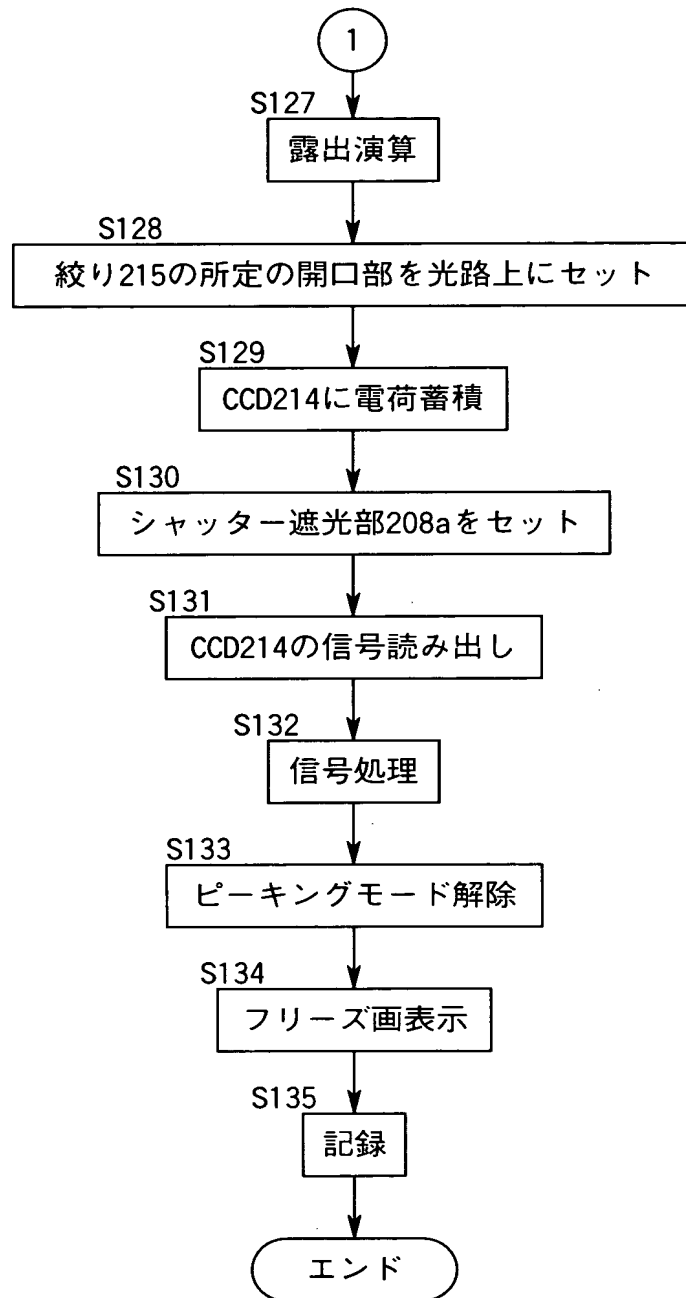 1
S127
露出演算
S128
絞り215の所定の開口部を光路上にセット
S129
CCD214に電荷蓄積
S130
シャッター遮光部208aをセット
S131
CCD214の信号読み出し
S132
信号処理
S133
ピーキングモード解除
S134
フリーズ画表示
S135
記録
エンド